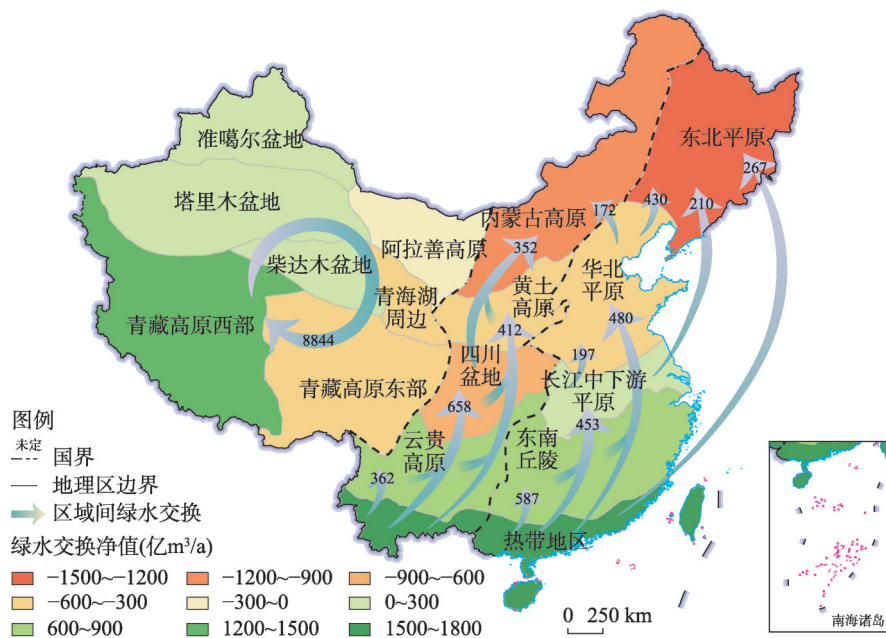 准噶尔盆地
东北平原
267
塔里木盆地
430
210
内蒙古高原
172
阿拉善高原
352
柴达木盆地
华北
平原
黄土
高原
青海湖
周边
青藏高原西部
8844
412
480
四川
盆地
197
青藏高原东部
长江中下游
平原
658
453
云贵
高原
东南
丘陵
362
587
热带地区
图例
未定
国界
地理区边界
区域间绿水交换
绿水交换净值(亿m³/a)
−1500~−1200
−1200~−900
−900~−600
−600~−300
−300~0
0~300
600~900
1200~1500
1500~1800
0 250 km
南海诸岛